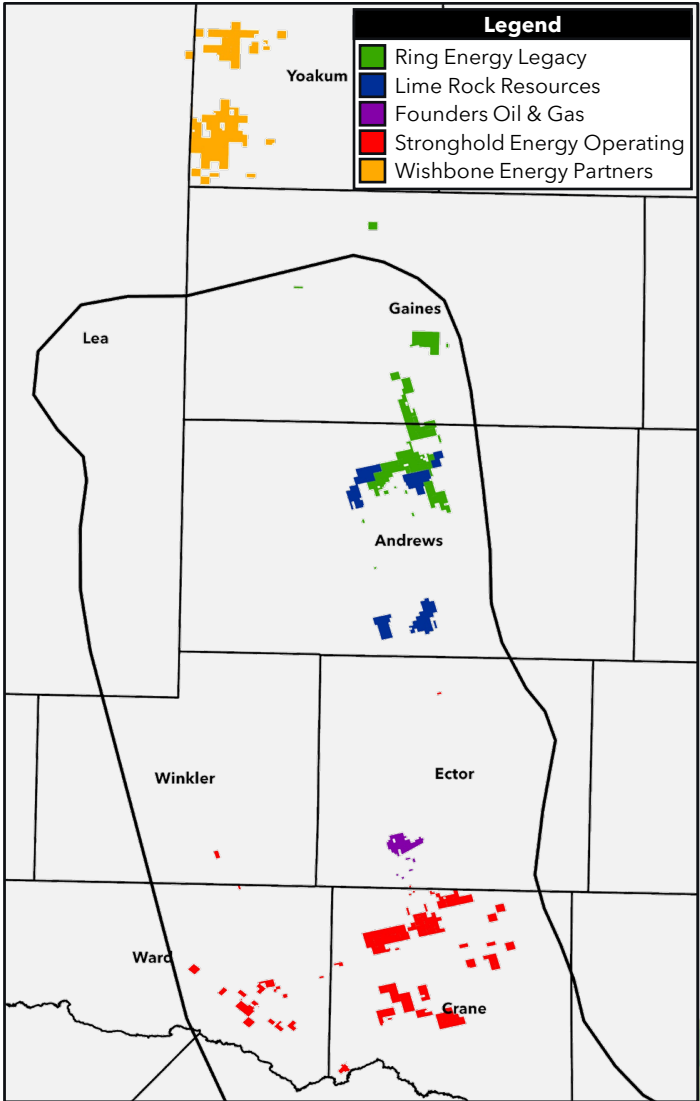 Legend
Ring Energy Legacy
Lime Rock Resources
Founders Oil & Gas
Stronghold Energy Operating
Wishbone Energy Partners
Yoakum
Gaines
Lea
Andrews
Winkler
Ector
Ward
Crane